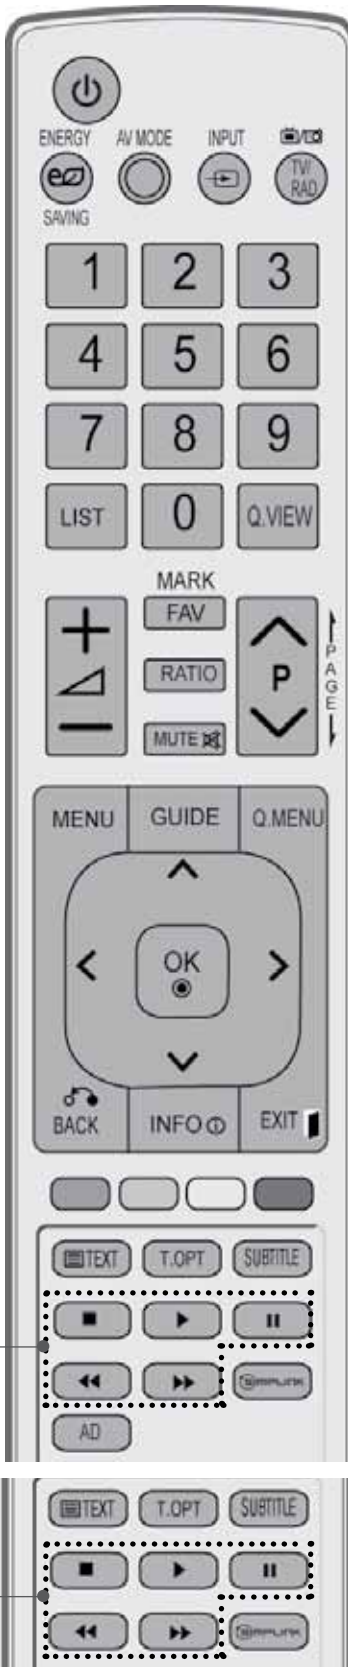 ENERGY AV MODE INPUT
TV/
RAD
SAVING
1 2 3
4 5 6
7 8 9
LIST 0 Q.VIEW
MARK
FAV
RATIO
P
PAGE
MUTE
MENU GUIDE Q.MENU
OK
BACK INFO EXIT
TEXT T.OPT SUBTITLE
SIMPLINK
AD
TEXT T.OPT SUBTITLE
SIMPLINK